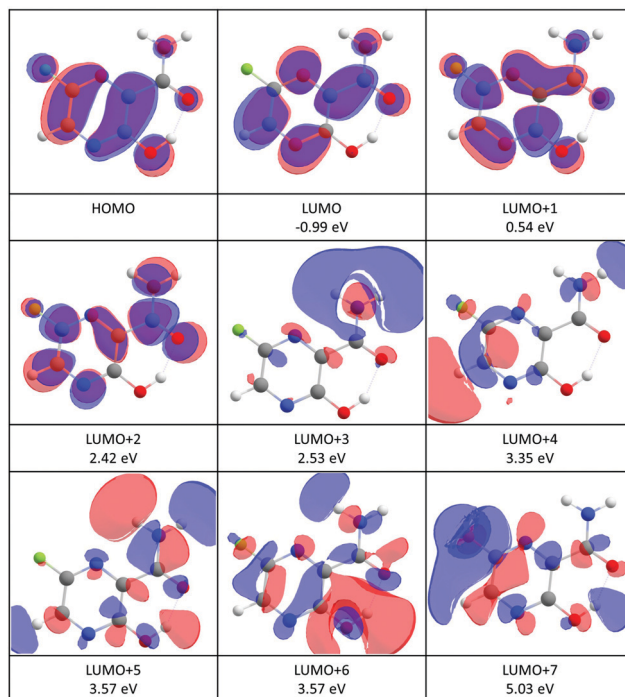 HOMO
LUMO
-0.99 eV
LUMO+1
0.54 eV
LUMO+2
2.42 eV
LUMO+3
2.53 eV
LUMO+4
3.35 eV
LUMO+5
3.57 eV
LUMO+6
3.57 eV
LUMO+7
5.03 eV